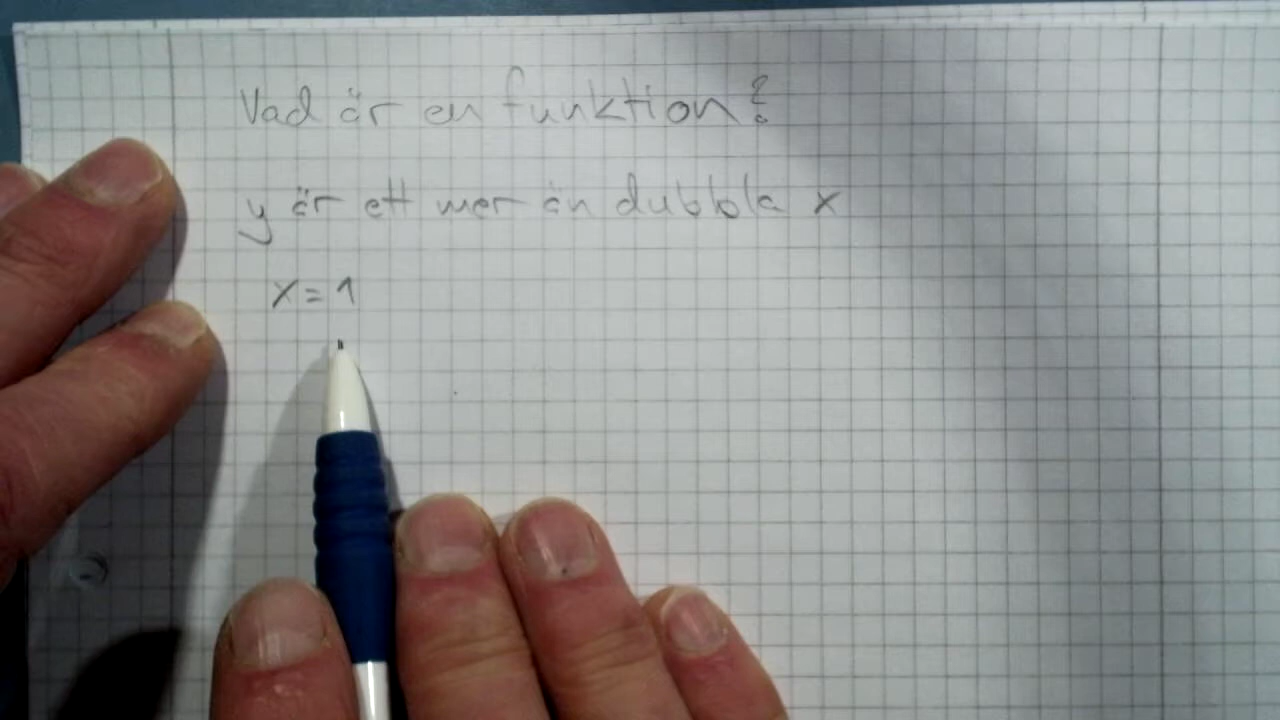 Vad är en funktion?
y är ett mer än dubbla x
x = 1